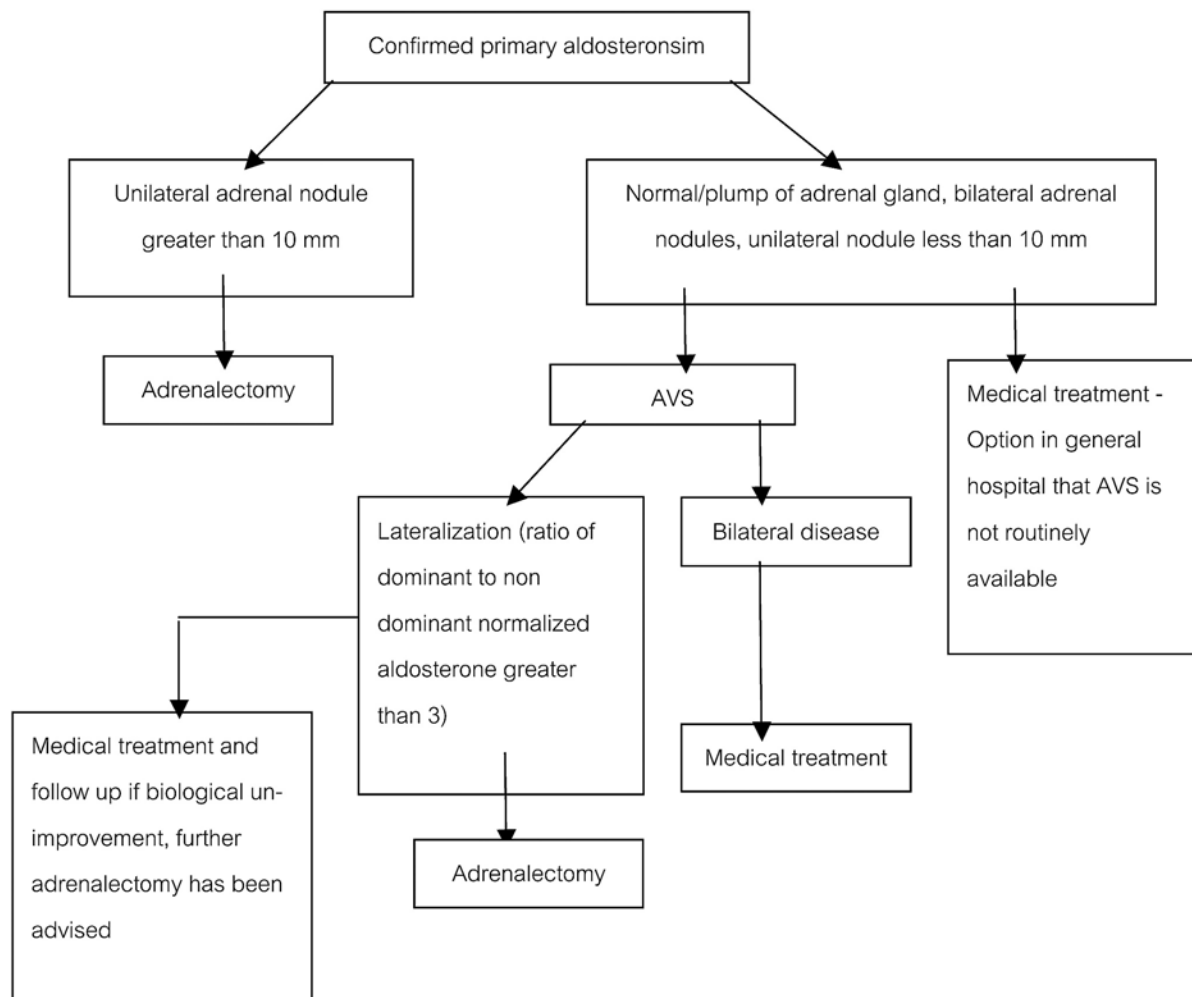 Confirmed primary aldosteronsim
Unilateral adrenal nodule
greater than 10 mm
Normal/plump of adrenal gland, bilateral adrenal
nodules, unilateral nodule less than 10 mm
Adrenalectomy
AVS
Medical treatment -
Option in general
hospital that AVS is
not routinely
available
Lateralization (ratio of
dominant to non
dominant normalized
aldosterone greater
than 3)
Bilateral disease
Medical treatment and
follow up if biological un-
improvement, further
adrenalectomy has been
advised
Medical treatment
Adrenalectomy